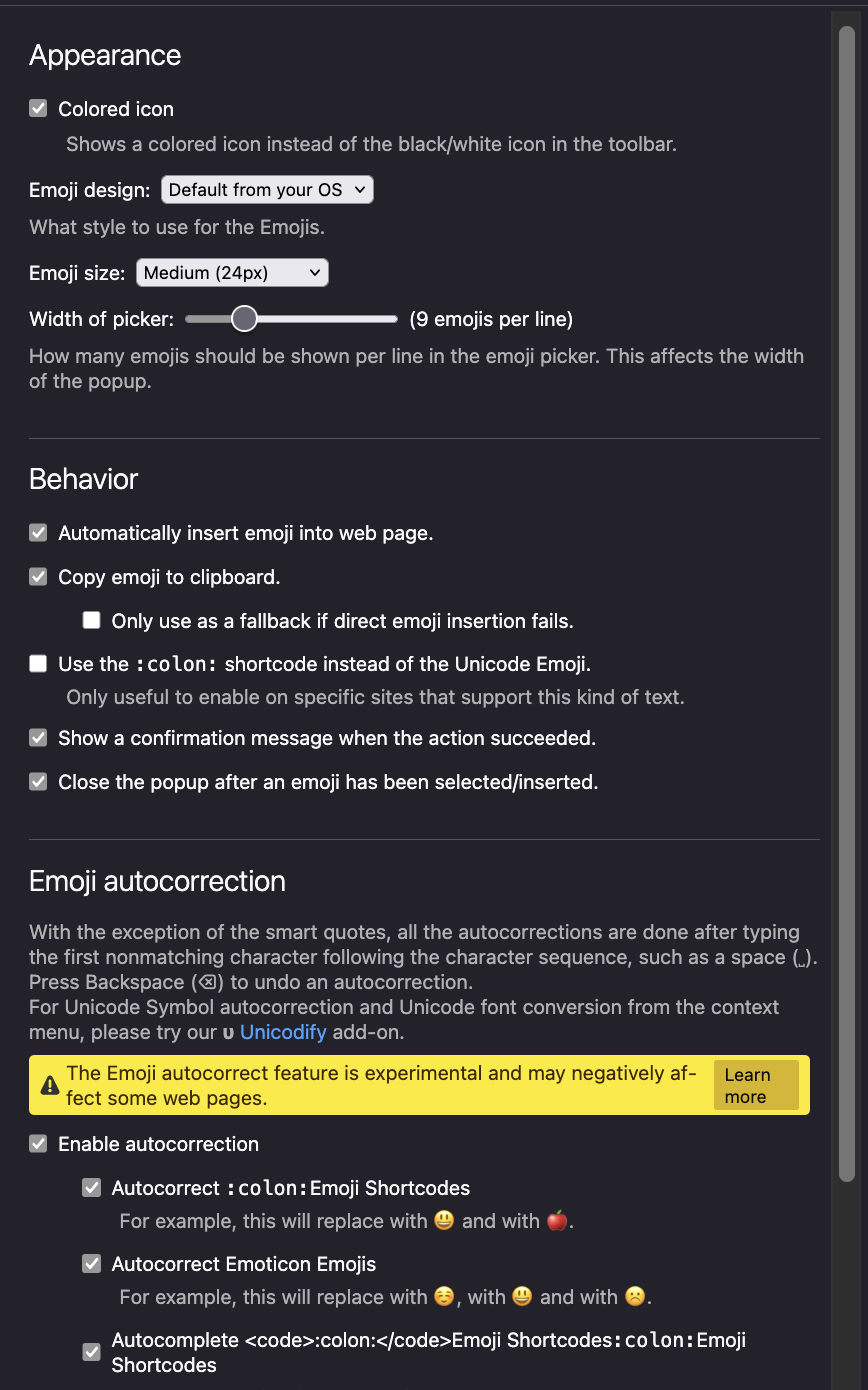 Appearance
Colored icon
Shows a colored icon instead of the black/white icon in the toolbar.
Emoji design: Default from your OS
What style to use for the Emojis.
Emoji size: Medium (24px)
Width of picker: (9 emojis per line)
How many emojis should be shown per line in the emoji picker. This affects the width
of the popup.
Behavior
Automatically insert emoji into web page.
Copy emoji to clipboard.
Only use as a fallback if direct emoji insertion fails.
Use the :colon: shortcode instead of the Unicode Emoji.
Only useful to enable on specific sites that support this kind of text.
Show a confirmation message when the action succeeded.
Close the popup after an emoji has been selected/inserted.
Emoji autocorrection
With the exception of the smart quotes, all the autocorrections are done after typing
the first nonmatching character following the character sequence, such as a space (␣).
Press Backspace (⌫) to undo an autocorrection.
For Unicode Symbol autocorrection and Unicode font conversion from the context
menu, please try our 𝞄 Unicodify add-on.
The Emoji autocorrect feature is experimental and may negatively af-
fect some web pages.
Learn
more
Enable autocorrection
Autocorrect :colon:Emoji Shortcodes
For example, this will replace with 😃 and with 🍎.
Autocorrect Emoticon Emojis
For example, this will replace with ☺️, with 😃 and with ☹️.
Autocomplete <code>:colon:</code>Emoji Shortcodes:colon:Emoji
Shortcodes